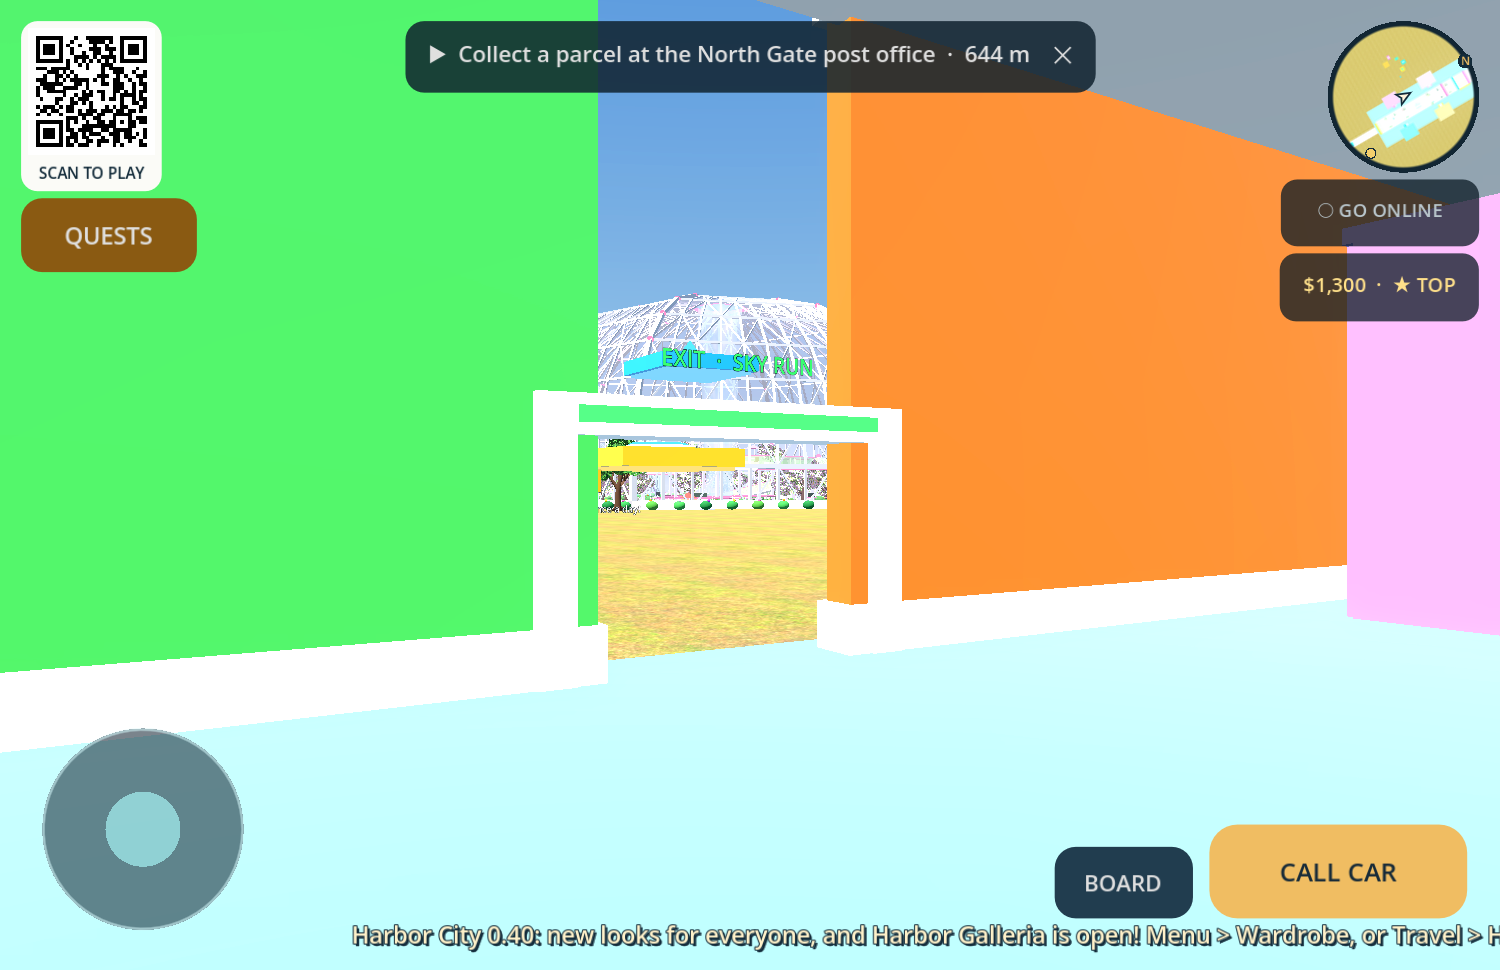 ▶ Collect a parcel at the North Gate post office · 644 m ✕
SCAN TO PLAY
QUESTS
N
○ GO ONLINE
$1,300 · ★ TOP
EXIT · SKY RUN
BOARD
CALL CAR
Harbor City 0.40: new looks for everyone, and Harbor Galleria is open! Menu > Wardrobe, or Travel > H